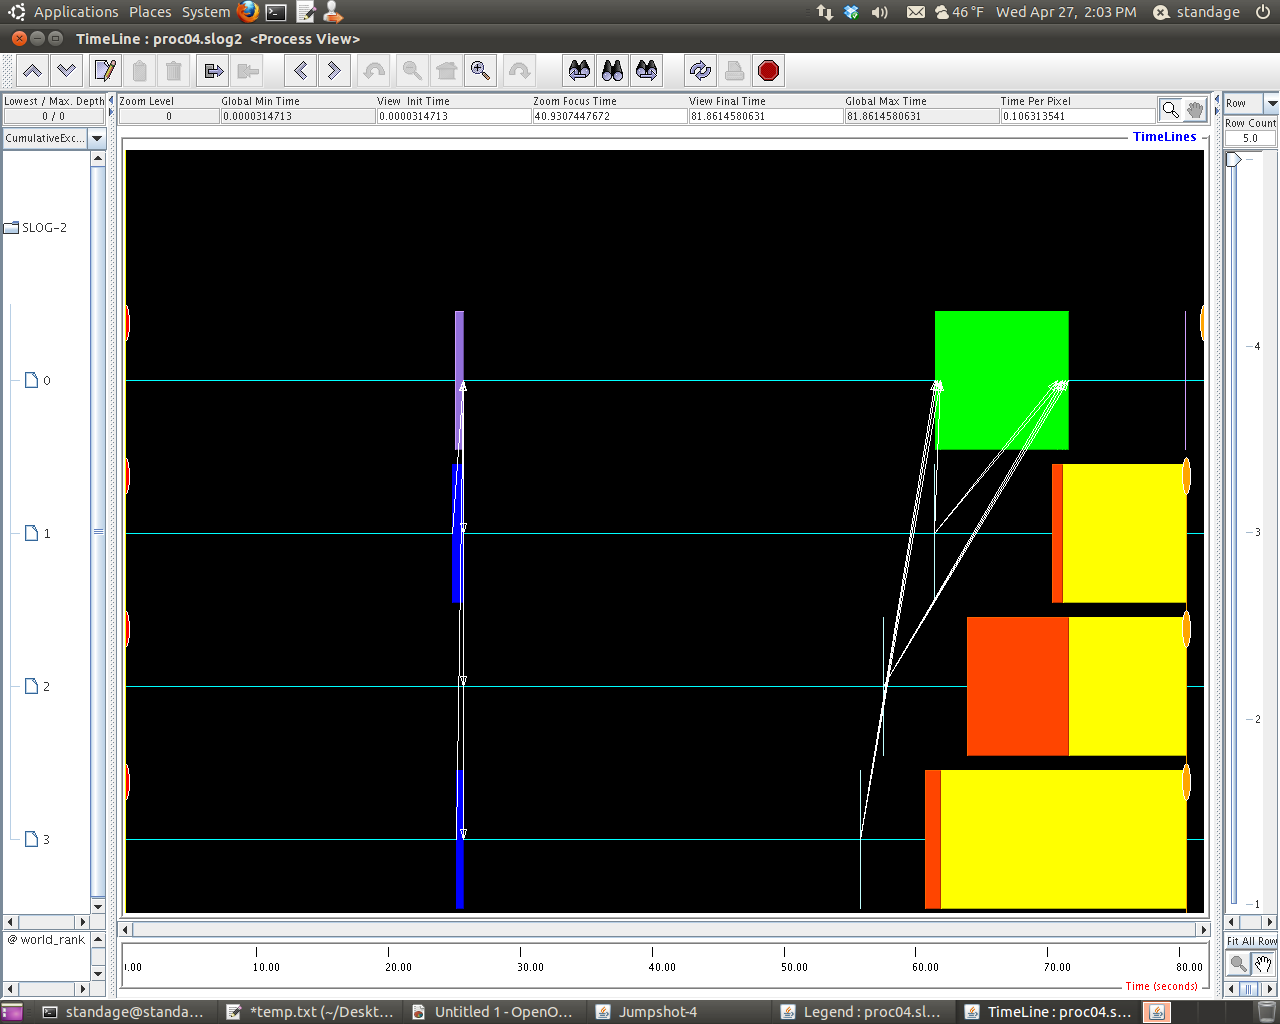 Applications Places System 46 °F Wed Apr 27, 2:03 PM standage
TimeLine : proc04.slog2 <Process View>
Lowest / Max. Depth
0 / 0
Zoom Level
0
Global Min Time
0.0000314713
View Init Time
0.0000314713
Zoom Focus Time
40.9307447672
View Final Time
81.8614580631
Global Max Time
81.8614580631
Time Per Pixel
0.106313541
Row
Row Count
5.0
CumulativeExc...
TimeLines
SLOG-2
0
1
2
3
4
3
2
1
@ world_rank
Fit All Row
.00 10.00 20.00 30.00 40.00 50.00 60.00 70.00 80.00
Time (seconds)
standage@standa... *temp.txt (~/Deskt... Untitled 1 - OpenO... Jumpshot-4 Legend : proc04.sl... TimeLine : proc04.s...